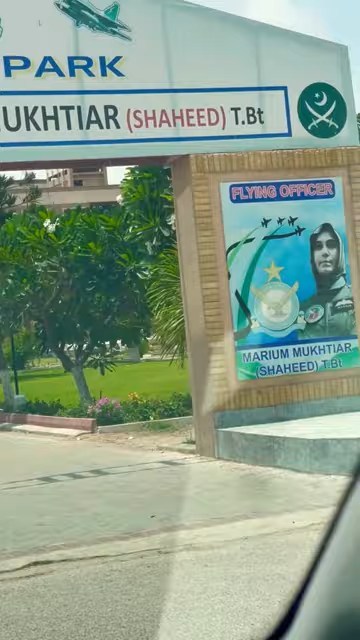 PARK
MUKHTIAR (SHAHEED) T.Bt
FLYING OFFICER
MARIUM MUKHTIAR
(SHAHEED) T.Bt